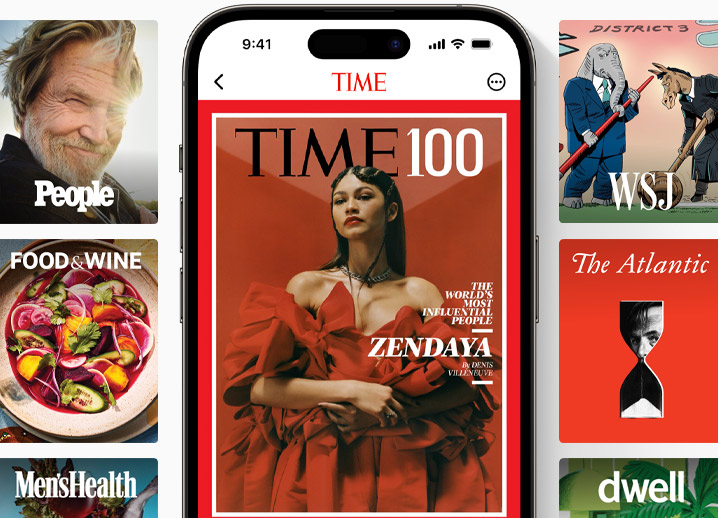 People
FOOD&WINE
Men'sHealth
9:41
TIME
TIME100
THE
WORLD'S
MOST
INFLUENTIAL
PEOPLE
ZENDAYA
By DENIS
VILLENEUVE
DISTRICT 3
WSJ
The Atlantic
dwell